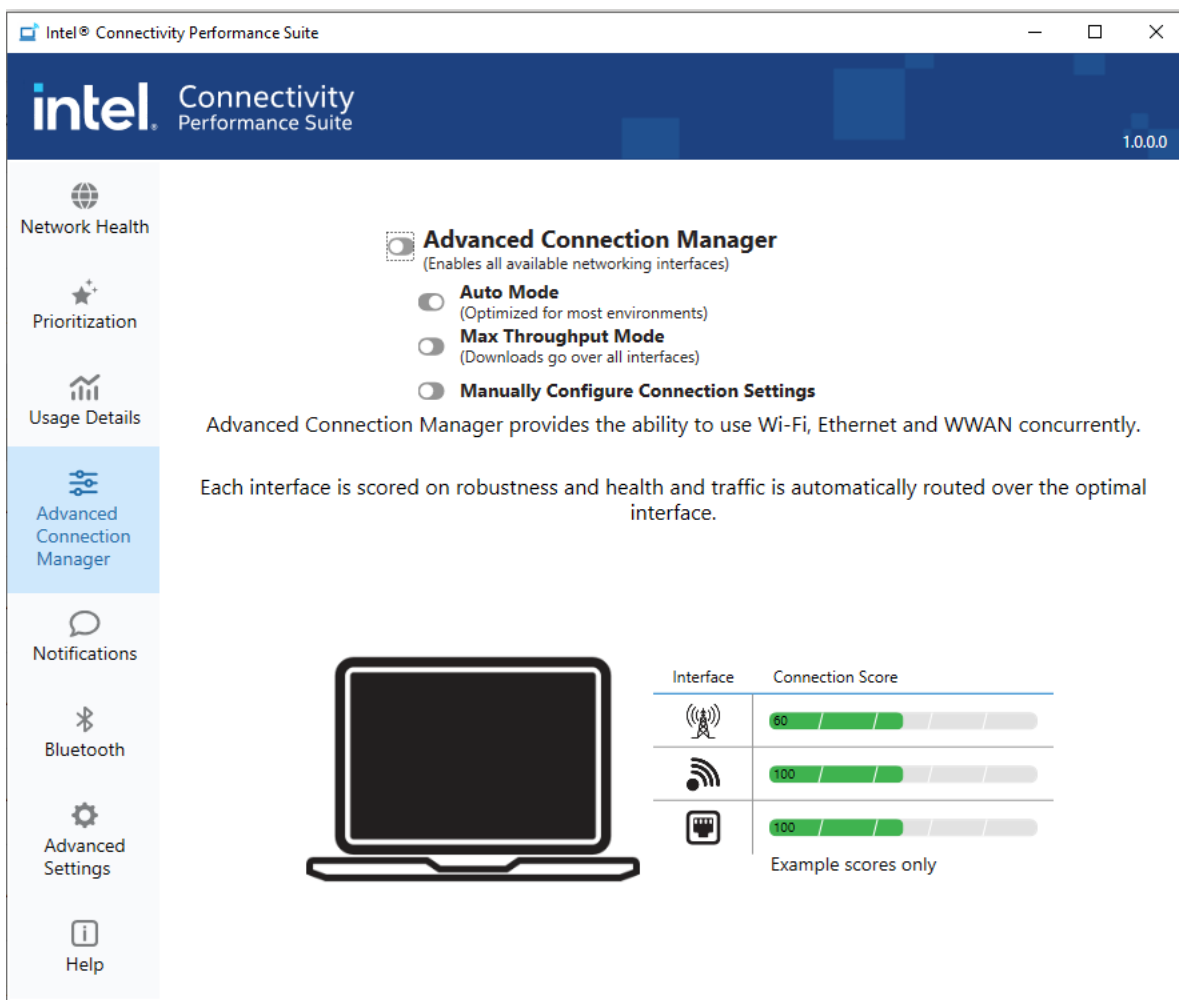 Intel® Connectivity Performance Suite
intel.
Connectivity
Performance Suite
1.0.0.0
Network Health
Prioritization
Usage Details
Advanced
Connection
Manager
Notifications
Bluetooth
Advanced
Settings
Help
Advanced Connection Manager
(Enables all available networking interfaces)
Auto Mode
(Optimized for most environments)
Max Throughput Mode
(Downloads go over all interfaces)
Manually Configure Connection Settings
Advanced Connection Manager provides the ability to use Wi-Fi, Ethernet and WWAN concurrently.
Each interface is scored on robustness and health and traffic is automatically routed over the optimal
interface.
Interface Connection Score
60
100
100
Example scores only